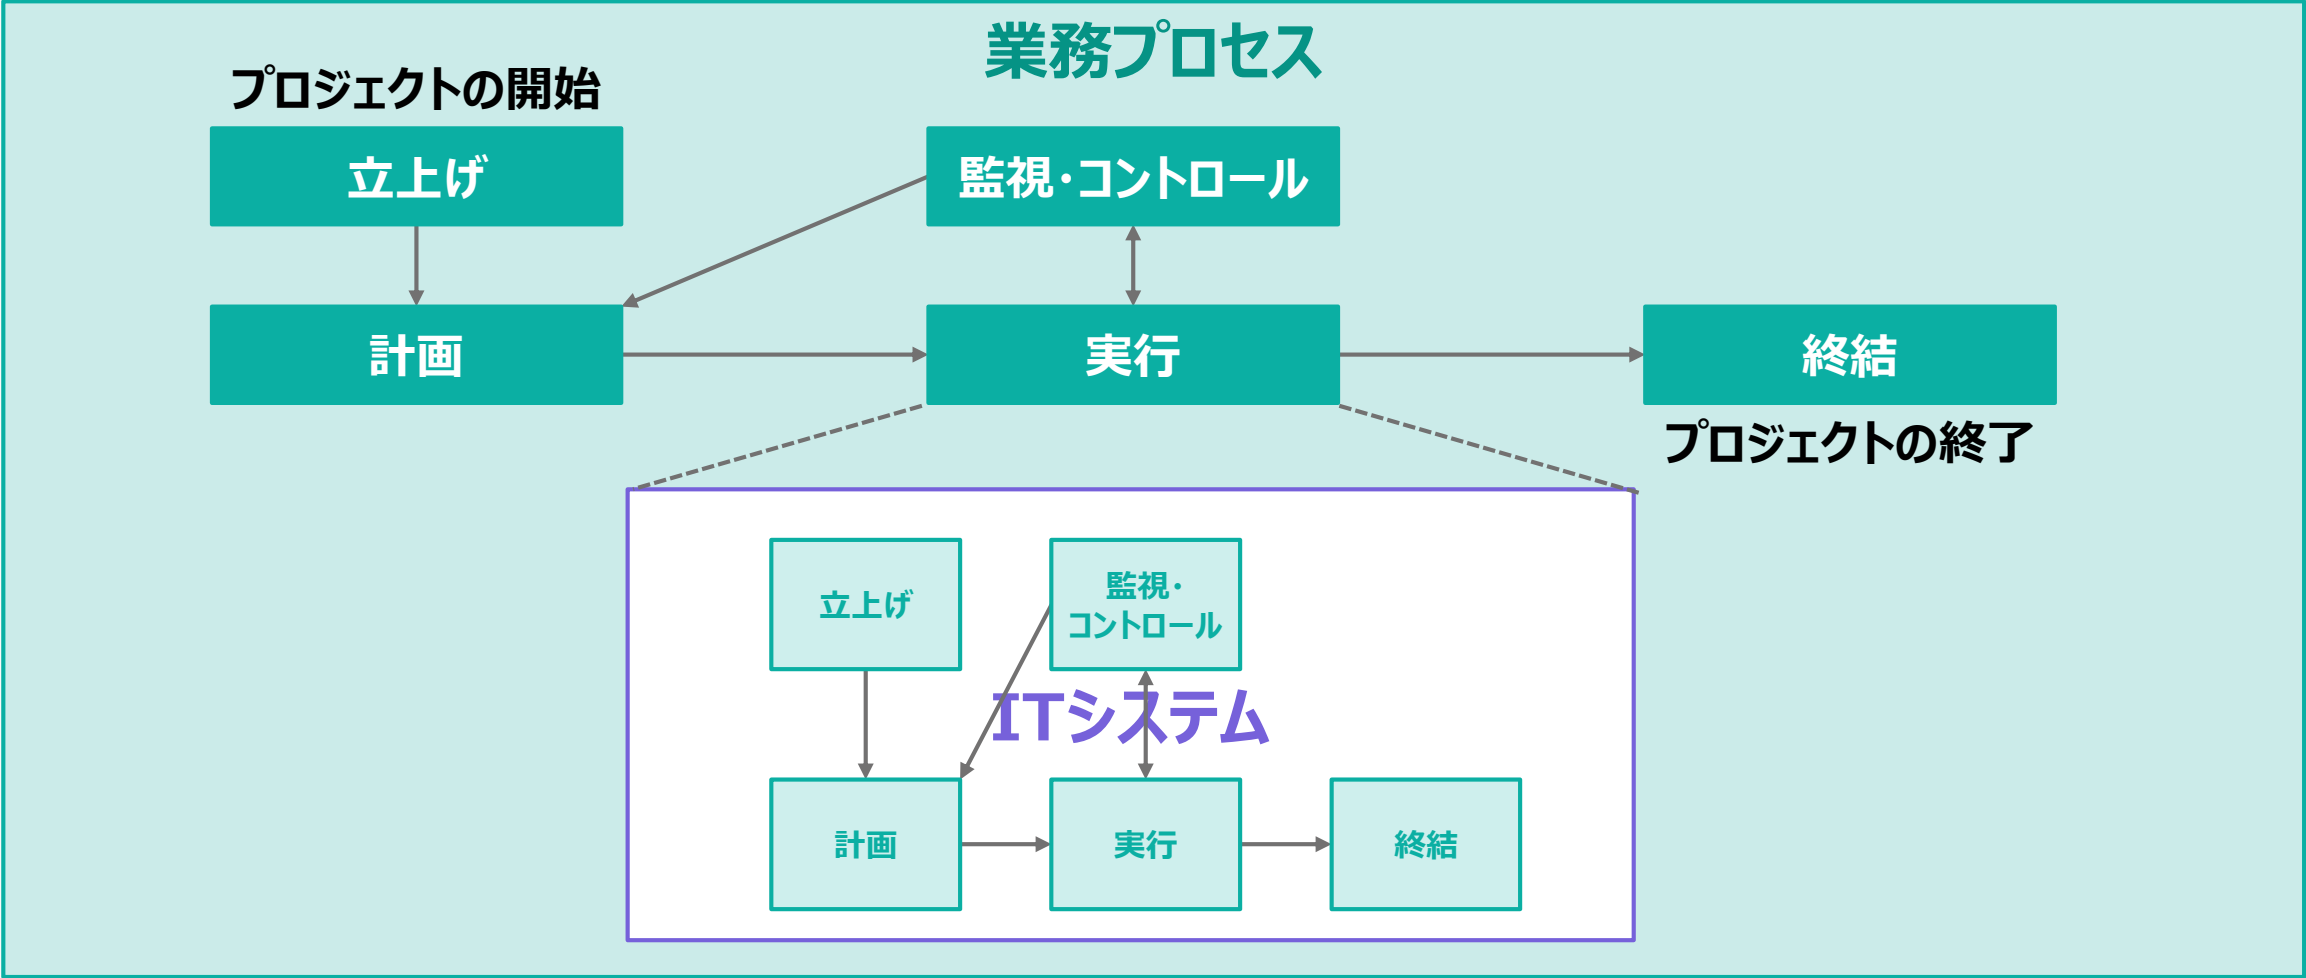 業務プロセス
プロジェクトの開始
立上げ
監視・コントロール
計画
実行
終結
プロジェクトの終了
立上げ
監視・
コントロール
ITシステム
計画
実行
終結